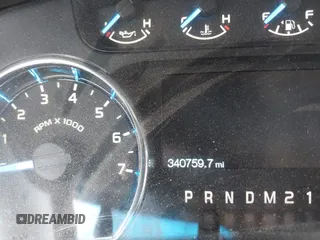 H H F
1 2 3 4 5 6 7
RPM X 1000
340759.7 mi
P R N D M 2 1
DREAMBID